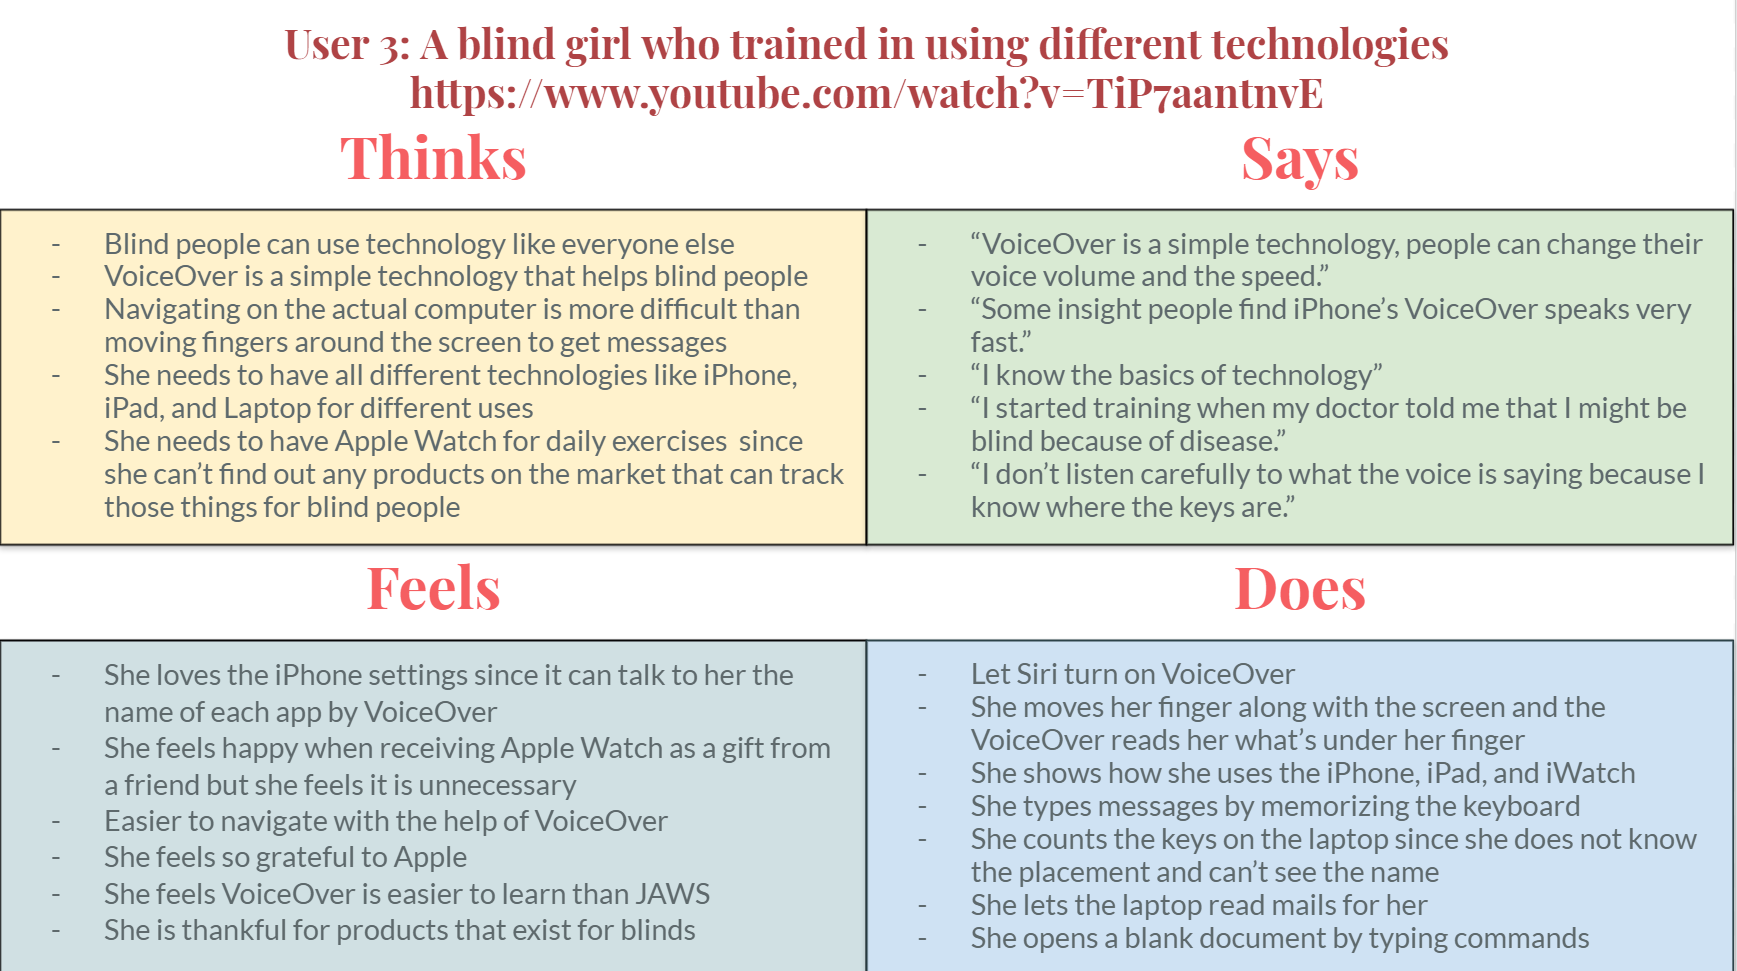 User 3: A blind girl who trained in using different technologies
https://www.youtube.com/watch?v=TiP7aantnvE
Thinks
- Blind people can use technology like everyone else
- VoiceOver is a simple technology that helps blind people
- Navigating on the actual computer is more difficult than
moving fingers around the screen to get messages
- She needs to have all different technologies like iPhone,
iPad, and Laptop for different uses
- She needs to have Apple Watch for daily exercises  since
she can’t find out any products on the market that can track
those things for blind people
Says
- “VoiceOver is a simple technology, people can change their
voice volume and the speed.”
- “Some insight people find iPhone’s VoiceOver speaks very
fast.”
- “I know the basics of technology”
- “I started training when my doctor told me that I might be
blind because of disease.”
- “I don’t listen carefully to what the voice is saying because I
know where the keys are.”
Feels
- She loves the iPhone settings since it can talk to her the
name of each app by VoiceOver
- She feels happy when receiving Apple Watch as a gift from
a friend but she feels it is unnecessary
- Easier to navigate with the help of VoiceOver
- She feels so grateful to Apple
- She feels VoiceOver is easier to learn than JAWS
- She is thankful for products that exist for blinds
Does
- Let Siri turn on VoiceOver
- She moves her finger along with the screen and the
VoiceOver reads her what’s under her finger
- She shows how she uses the iPhone, iPad, and iWatch
- She types messages by memorizing the keyboard
- She counts the keys on the laptop since she does not know
the placement and can’t see the name
- She lets the laptop read mails for her
- She opens a blank document by typing commands